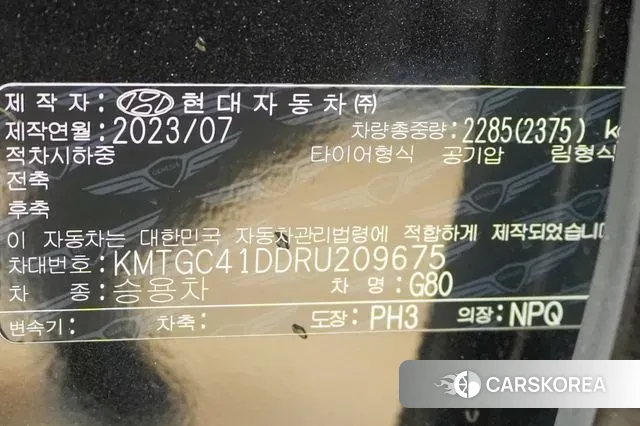 제 작 자 : 현대자동차㈜
제작연월 : 2023/07 차량총중량 : 2285(2375) k
적차시하중 타이어형식 공기압 림형식
전축
후축
이 자동차는 대한민국 자동차관리법령에 적합하게 제작되었습니
차대번호 : KMTGC41DDRU209675
차 종 : 승용차 차 명 : G80
변속기 : 차축 : 도장 : PH3 의장 : NPQ
CARSKOREA